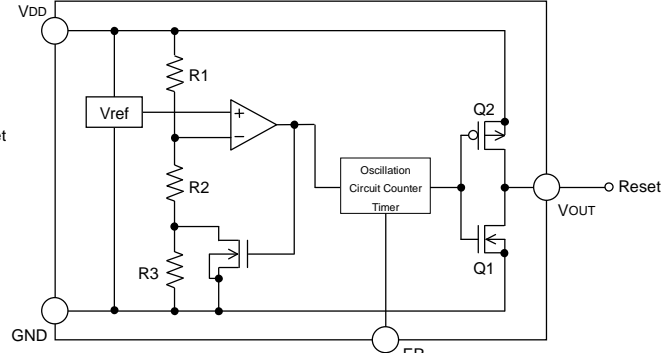 VDD
R1
Vref
+
−
Q2
Oscillation
Circuit Counter
Timer
Reset
VOUT
R2
R3
Q1
GND